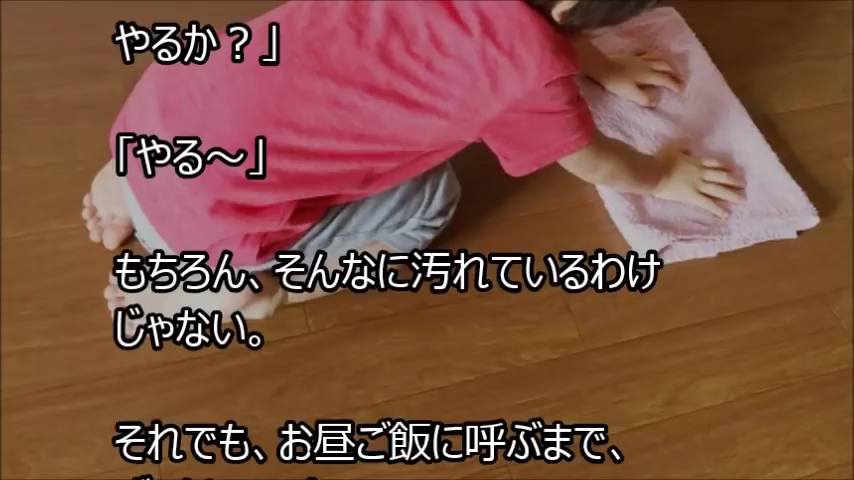 やるか？」
「やる～」
もちろん、そんなに汚れているわけ
じゃない。
それでも、お昼ご飯に呼ぶまで、